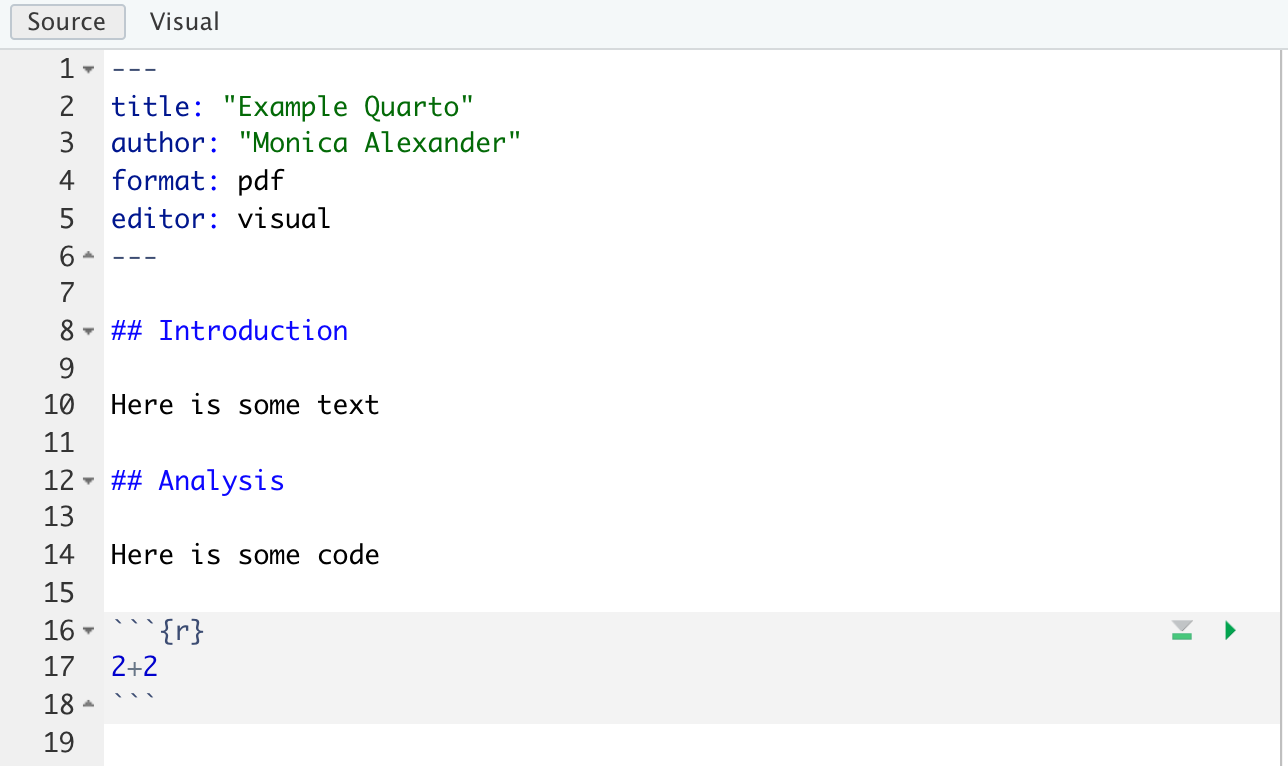 Source Visual
1 ---
2 title: "Example Quarto"
3 author: "Monica Alexander"
4 format: pdf
5 editor: visual
6 ---
7
8 ## Introduction
9
10 Here is some text
11
12 ## Analysis
13
14 Here is some code
15
16 ```{r}
17 2+2
18 ```
19